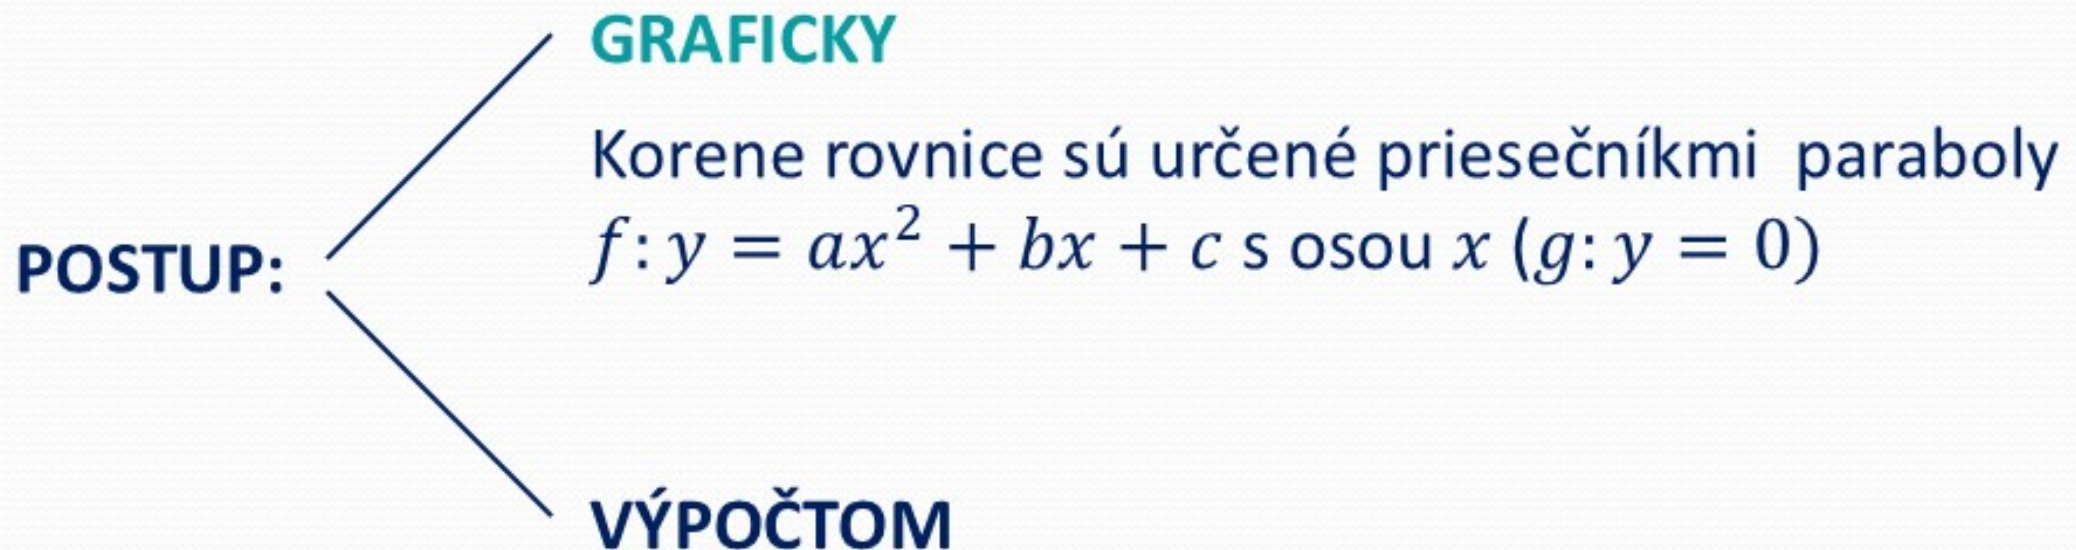 GRAFICKY
Korene rovnice sú určené priesečníkmi paraboly
f: y = ax² + bx + c s osou x (g: y = 0)
POSTUP:
VÝPOČTOM